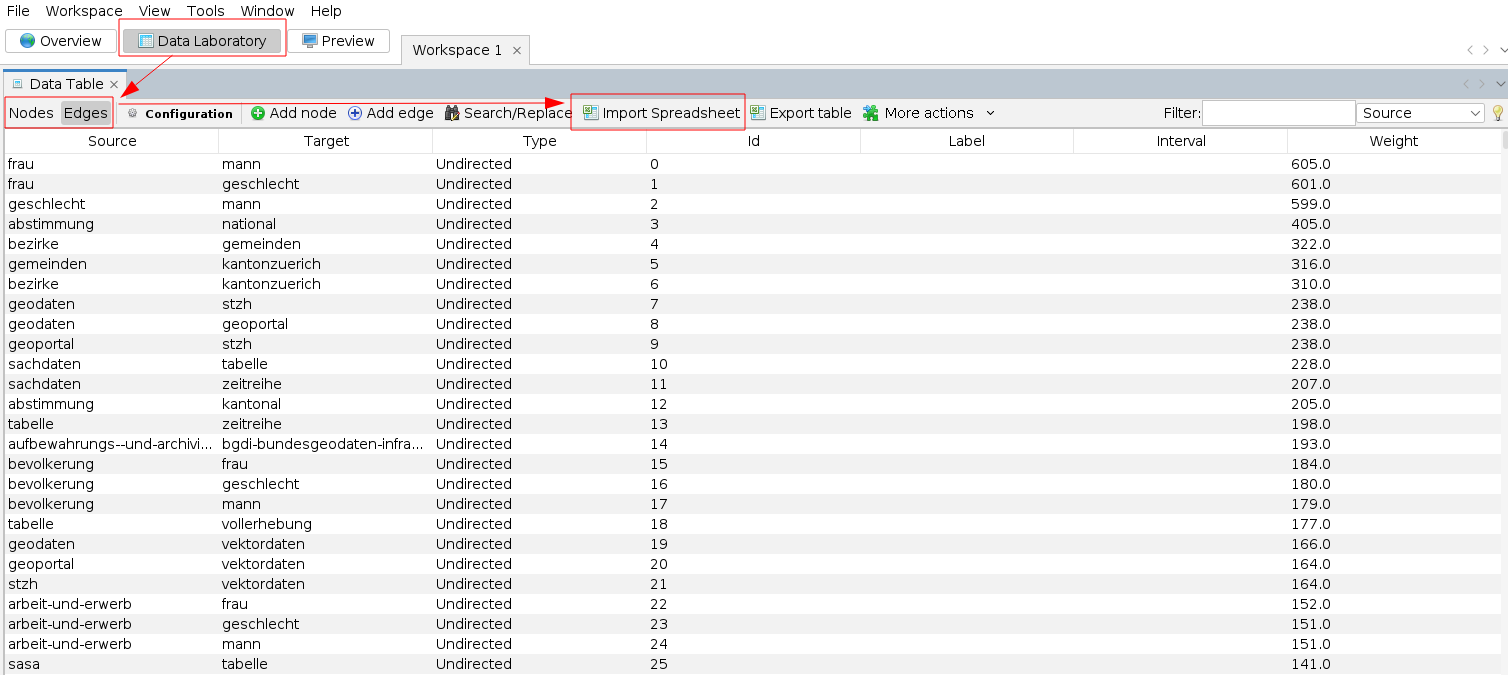 File Workspace View Tools Window Help
Overview Data Laboratory Preview Workspace 1 ×
Data Table ×
Nodes Edges Configuration Add node Add edge Search/Replace Import Spreadsheet Export table More actions Filter: Source
Source Target Type Id Label Interval Weight
frau mann Undirected 0 605.0
frau geschlecht Undirected 1 601.0
geschlecht mann Undirected 2 599.0
abstimmung national Undirected 3 405.0
bezirke gemeinden Undirected 4 322.0
gemeinden kantonzuerich Undirected 5 316.0
bezirke kantonzuerich Undirected 6 310.0
geodaten stzh Undirected 7 238.0
geodaten geoportal Undirected 8 238.0
geoportal stzh Undirected 9 238.0
sachdaten tabelle Undirected 10 228.0
sachdaten zeitreihe Undirected 11 207.0
abstimmung kantonal Undirected 12 205.0
tabelle zeitreihe Undirected 13 198.0
aufbewahrungs--und-archivi... bgdi-bundesgeodaten-infra... Undirected 14 193.0
bevolkerung frau Undirected 15 184.0
bevolkerung geschlecht Undirected 16 180.0
bevolkerung mann Undirected 17 179.0
tabelle vollerhebung Undirected 18 177.0
geodaten vektordaten Undirected 19 166.0
geoportal vektordaten Undirected 20 164.0
stzh vektordaten Undirected 21 164.0
arbeit-und-erwerb frau Undirected 22 152.0
arbeit-und-erwerb geschlecht Undirected 23 151.0
arbeit-und-erwerb mann Undirected 24 151.0
sasa tabelle Undirected 25 141.0